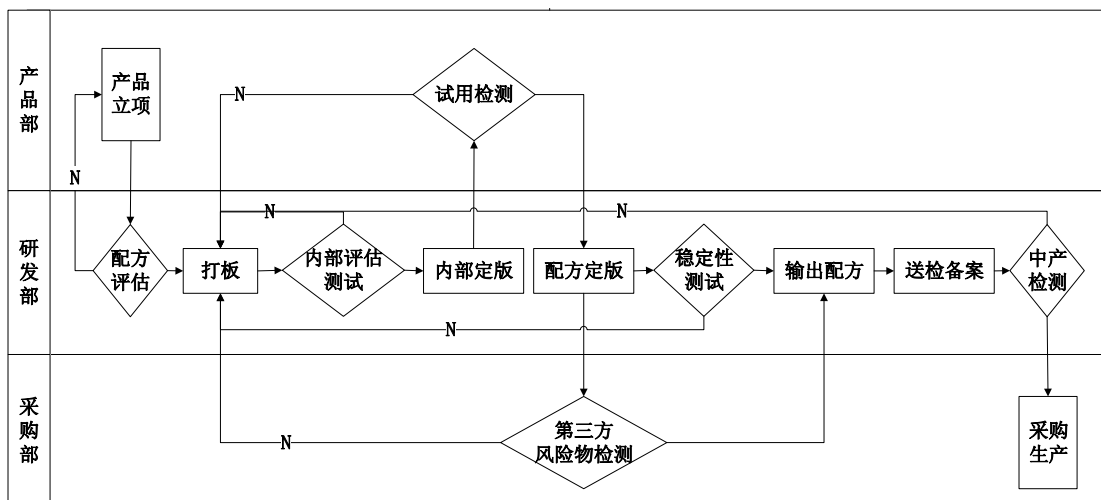 产品部
产品
立项
试用检测
N
N
N
N
研发部
配方
评估
打板
内部评估
测试
内部定版
配方定版
稳定性
测试
输出配方
送检备案
中产
检测
N
采购部
N
第三方
风险物检测
采购
生产